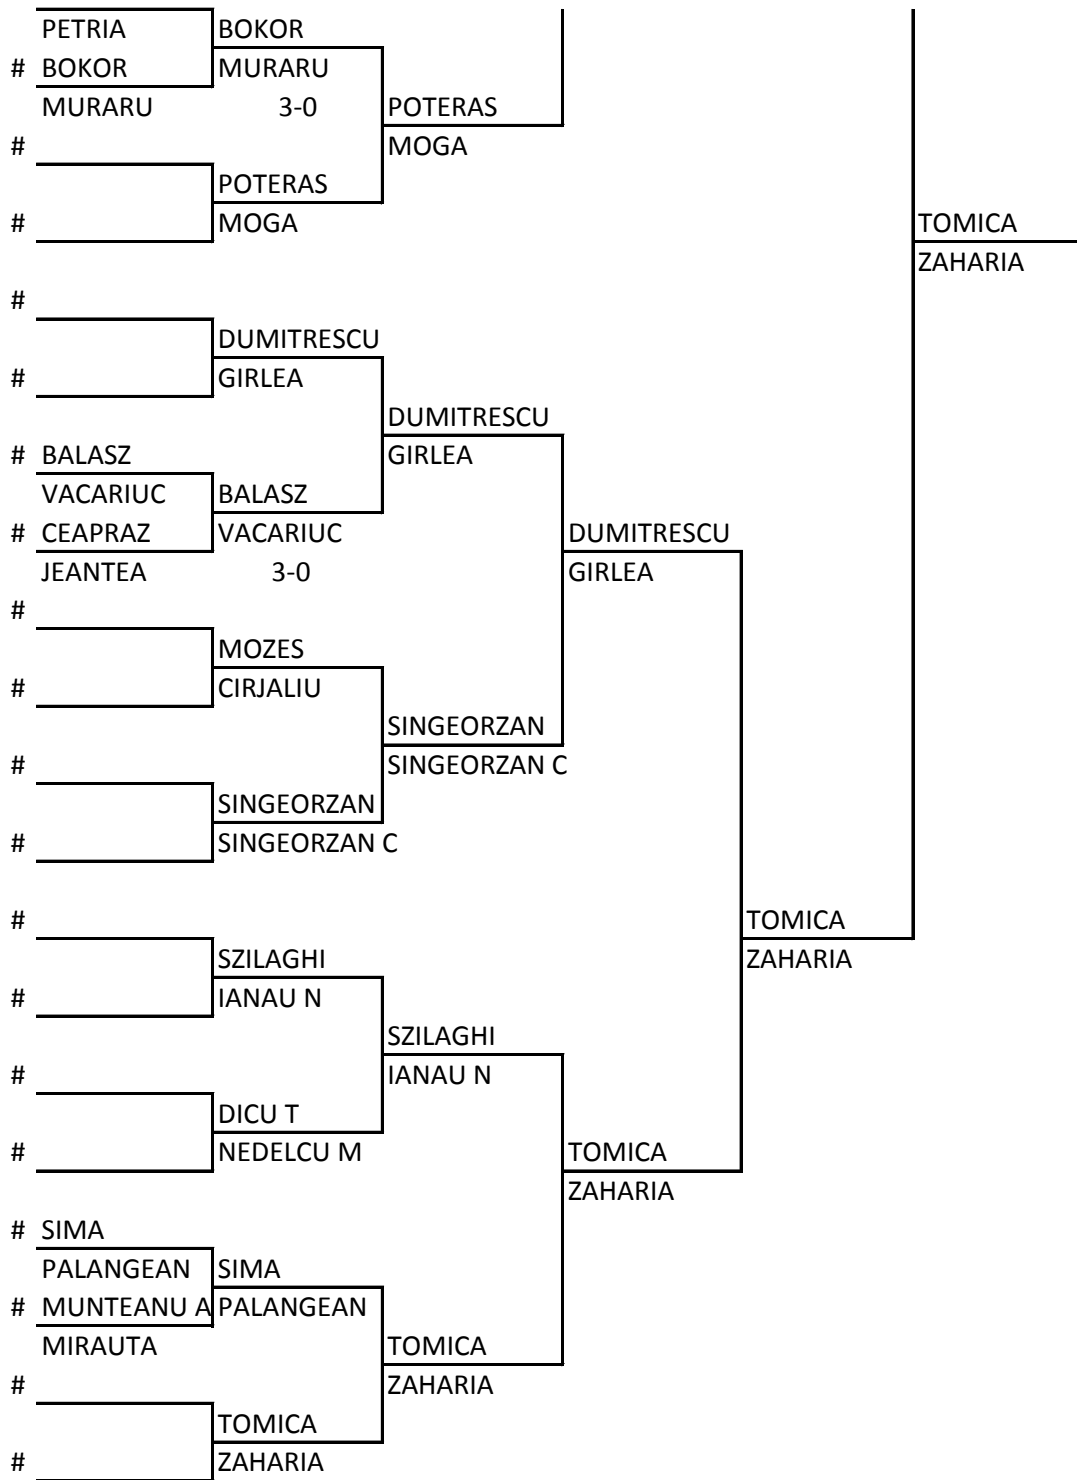 PETRIA BOKOR
# BOKOR MURARU
MURARU 3-0 POTERAS
# MOGA
POTERAS
# MOGA TOMICA
ZAHARIA
#
DUMITRESCU
# GIRLEA
DUMITRESCU
# BALASZ GIRLEA
VACARIUC BALASZ
# CEAPRAZ VACARIUC DUMITRESCU
JEANTEA 3-0 GIRLEA
#
MOZES
# CIRJALIU
SINGEORZAN
# SINGEORZAN C
SINGEORZAN
# SINGEORZAN C
# TOMICA
SZILAGHI ZAHARIA
# IANAU N
SZILAGHI
# IANAU N
DICU T
# NEDELCU M TOMICA
ZAHARIA
# SIMA
PALANGEAN SIMA
# MUNTEANU A PALANGEAN
MIRAUTA TOMICA
# ZAHARIA
TOMICA
# ZAHARIA